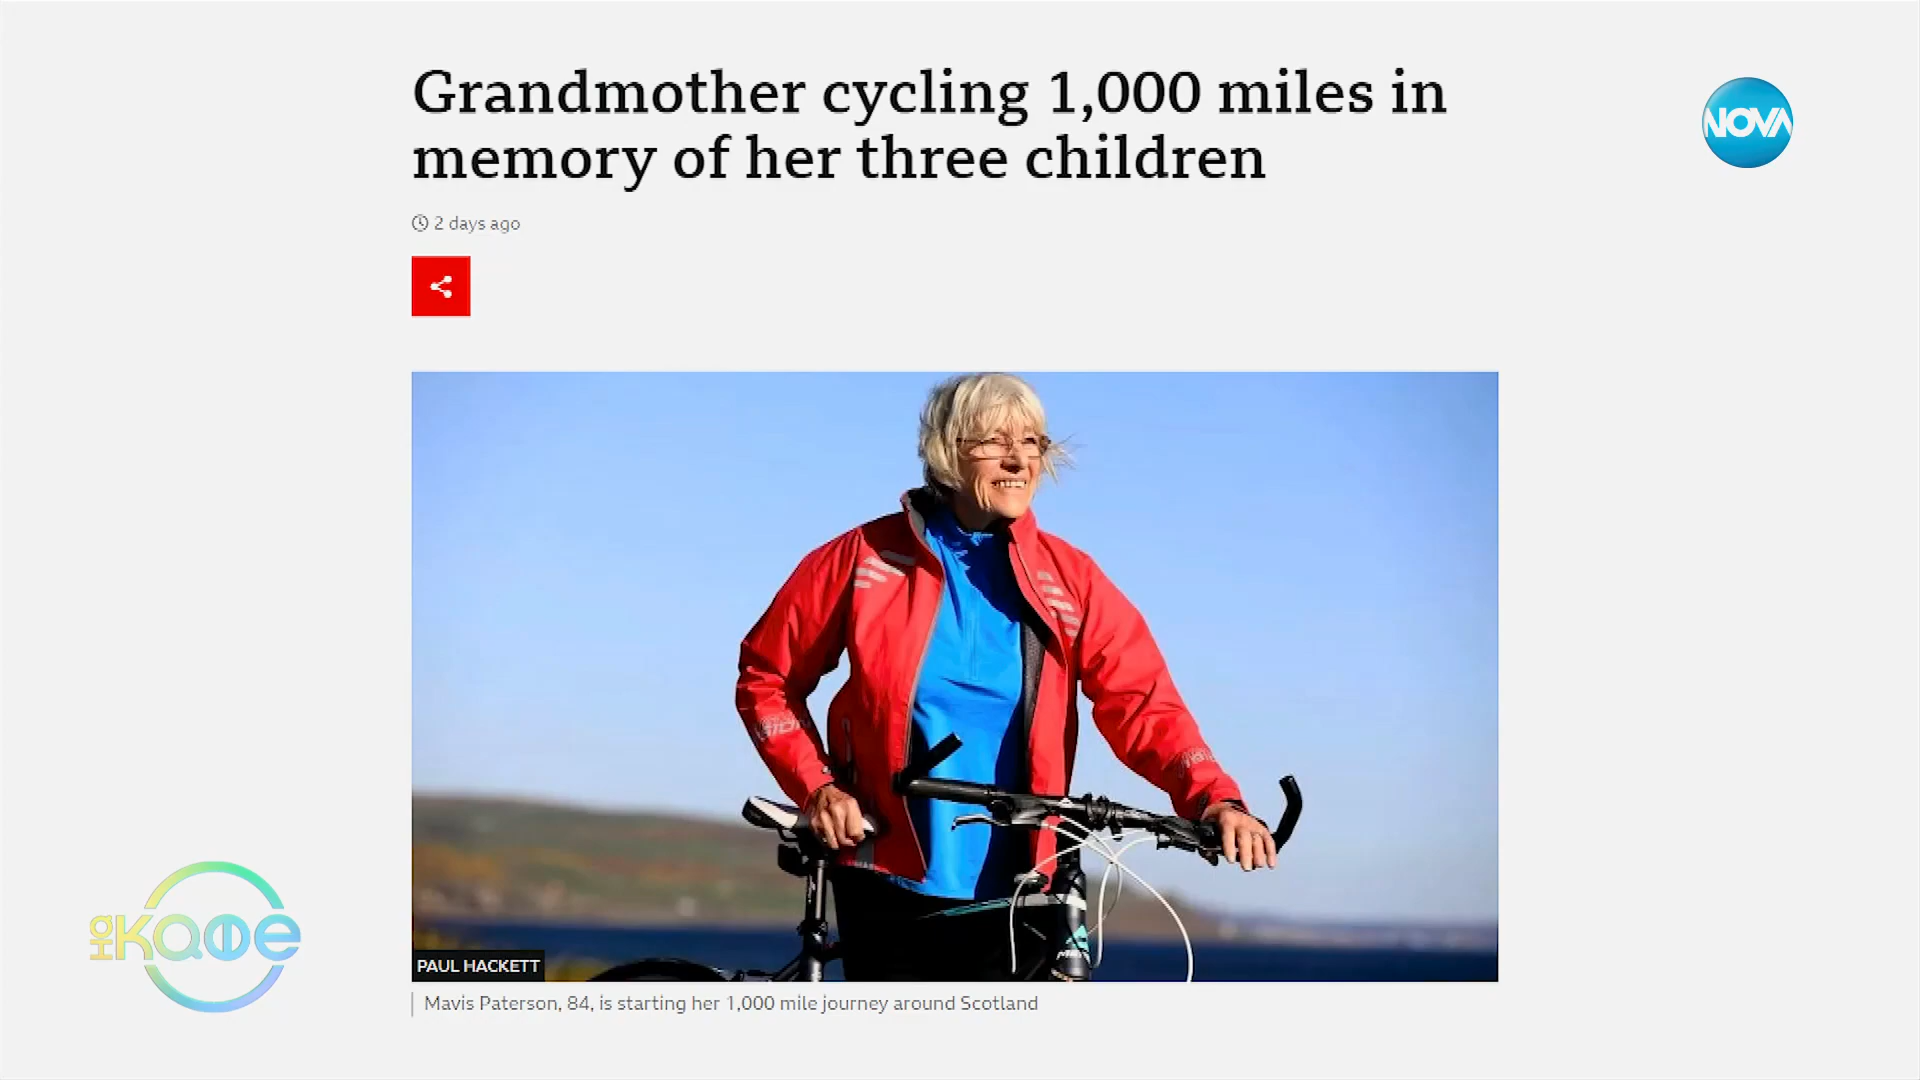 Grandmother cycling 1,000 miles in
memory of her three children
NOVA
2 days ago
на кафе
PAUL HACKETT
Mavis Paterson, 84, is starting her 1,000 mile journey around Scotland